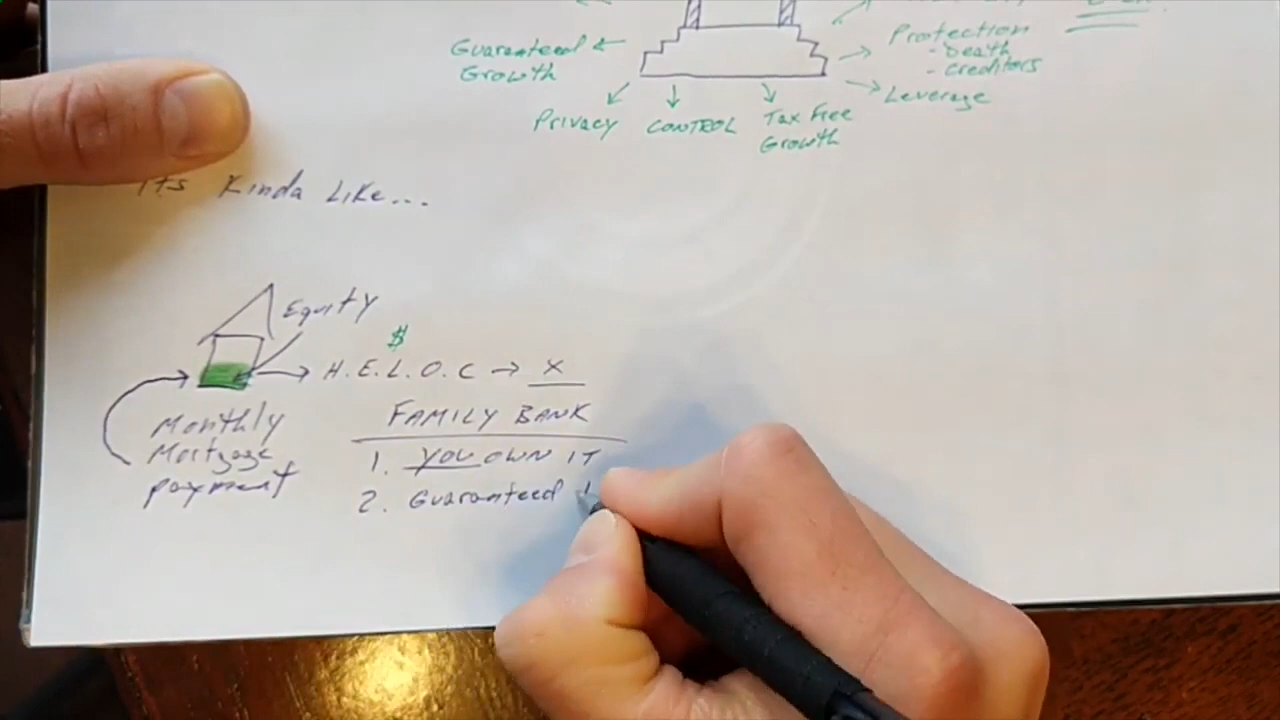 Guaranteed
Growth
Protection
- Death
- Creditors
Leverage
Privacy
CONTROL
Tax Free
Growth
its Kinda Like...
Equity
$
H.E.L.O.C → X
Monthly
Mortgage
payment
FAMILY BANK
1. YOU OWN IT
2. Guaranteed